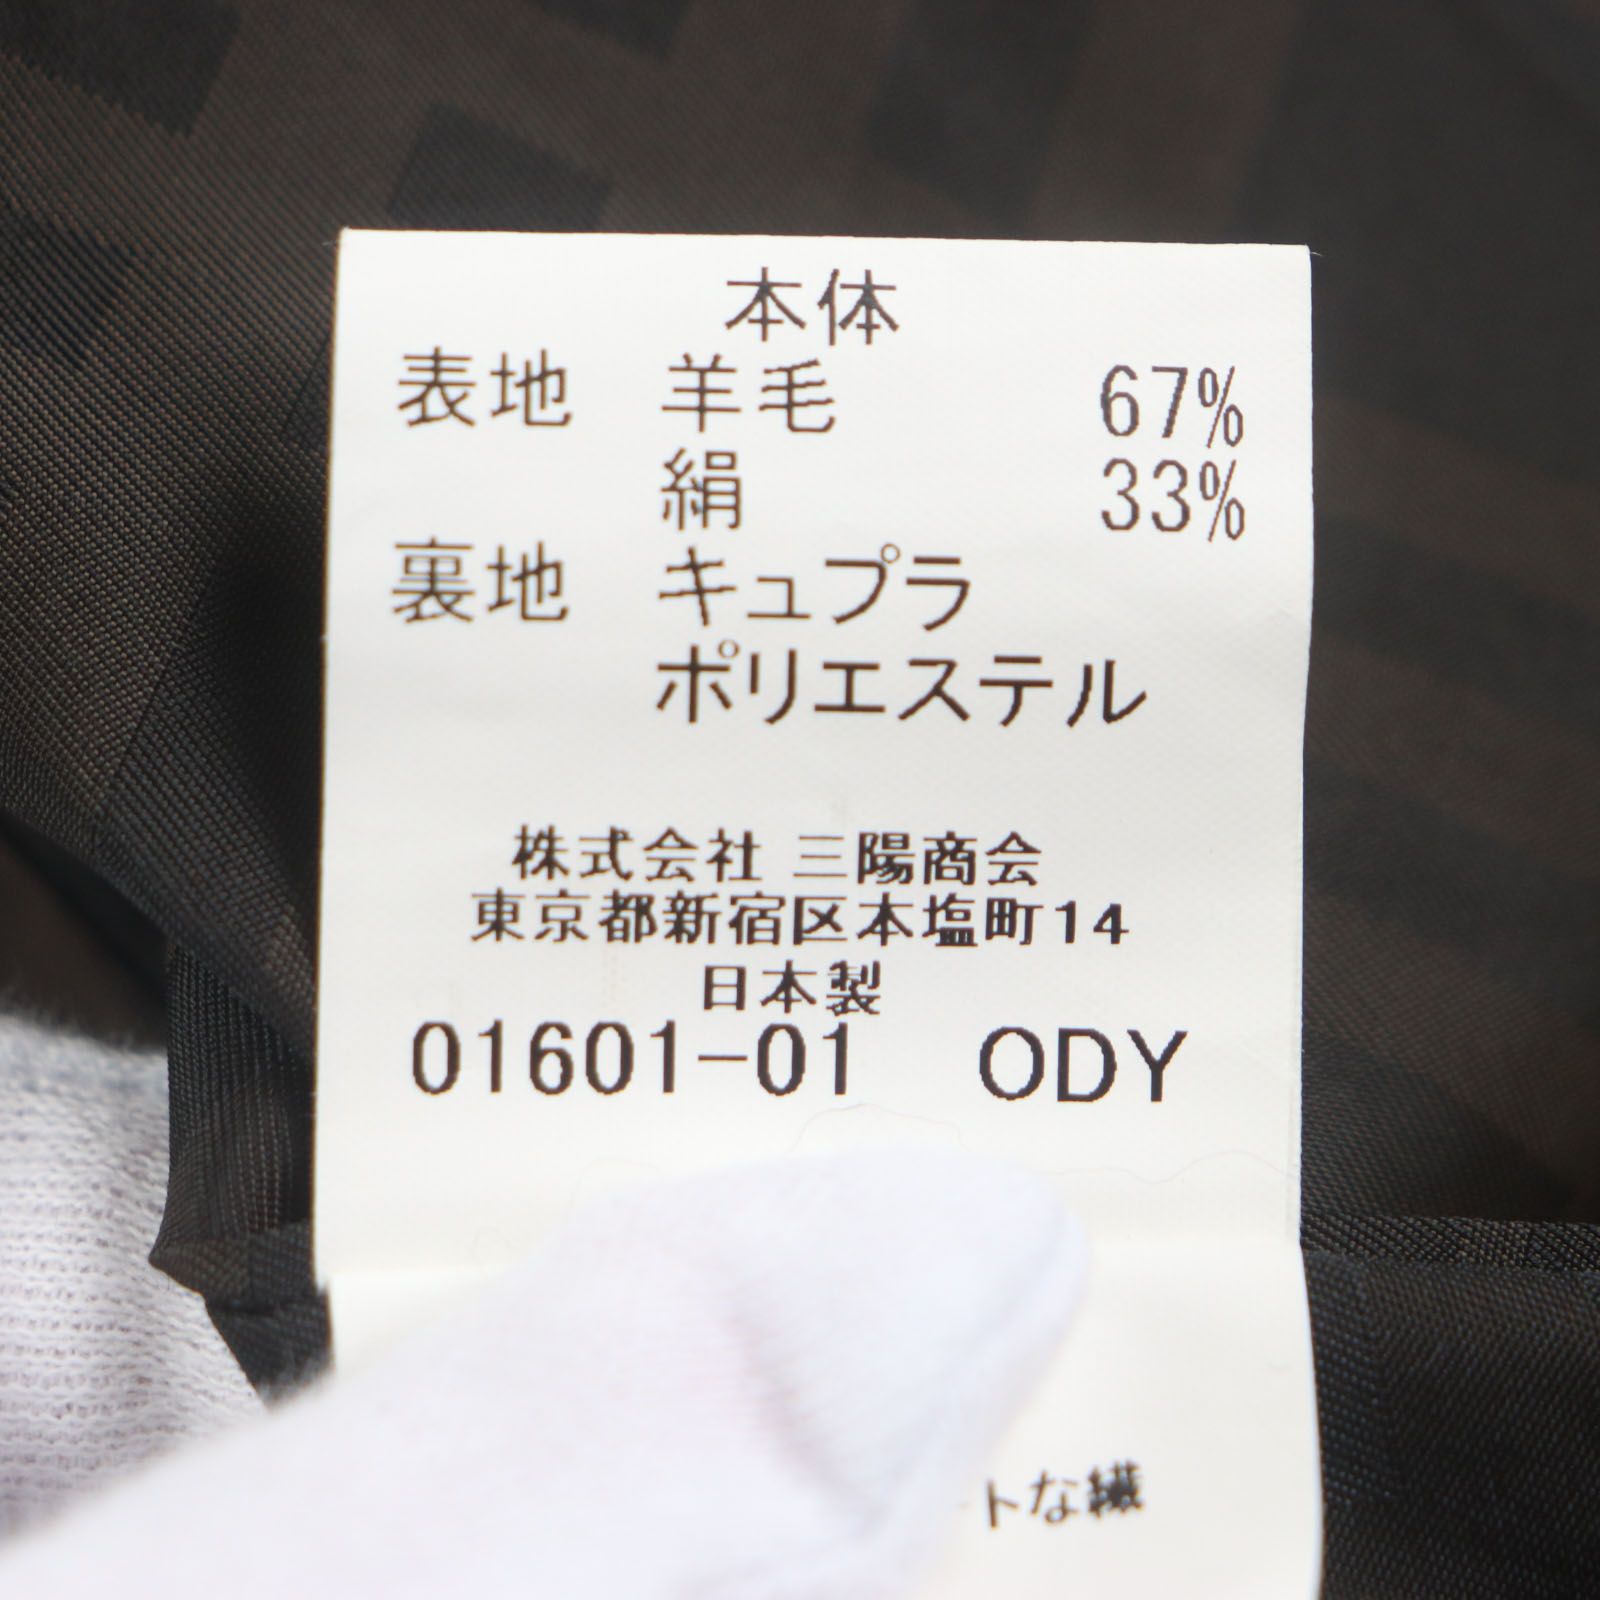 本体
表地 羊毛 67%
絹 33%
裏地 キュプラ
ポリエステル
株式会社 三陽商会
東京都新宿区本塩町14
日本製
01601-01 ODY
トな繊